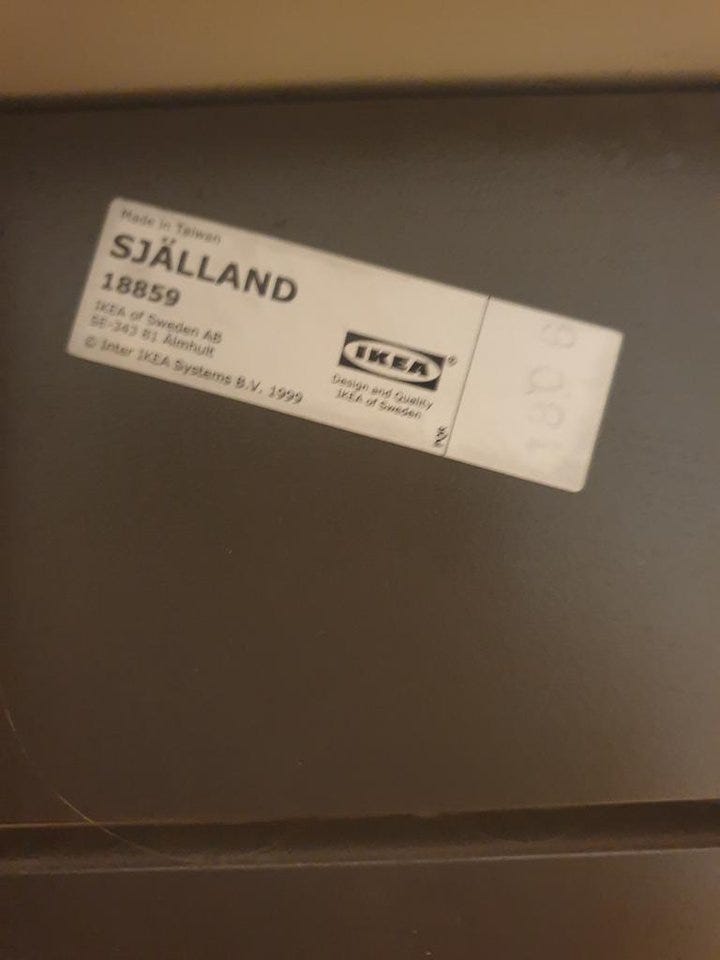 Made in Taiwan
SJÄLLAND
18859
IKEA of Sweden AB
SE-343 81 Älmhult
© Inter IKEA Systems B.V. 1999
IKEA®
Design and Quality
IKEA of Sweden